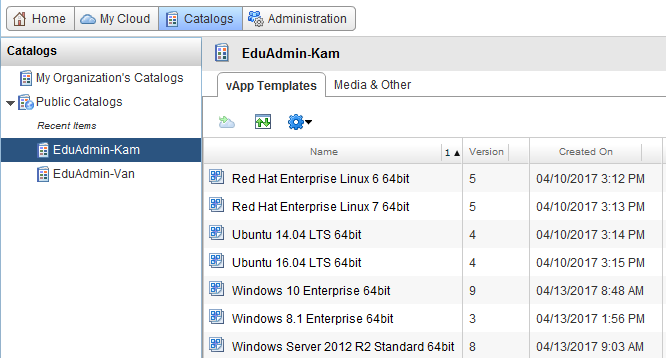 Home My Cloud Catalogs Administration
Catalogs
My Organization's Catalogs
Public Catalogs
Recent Items
EduAdmin-Kam
EduAdmin-Van
EduAdmin-Kam
vApp Templates Media & Other
Name 1 Version Created On
Red Hat Enterprise Linux 6 64bit 5 04/10/2017 3:12 PM
Red Hat Enterprise Linux 7 64bit 5 04/10/2017 3:13 PM
Ubuntu 14.04 LTS 64bit 4 04/10/2017 3:14 PM
Ubuntu 16.04 LTS 64bit 4 04/10/2017 3:15 PM
Windows 10 Enterprise 64bit 9 04/13/2017 8:48 AM
Windows 8.1 Enterprise 64bit 3 04/13/2017 1:56 PM
Windows Server 2012 R2 Standard 64bit 8 04/13/2017 9:03 AM